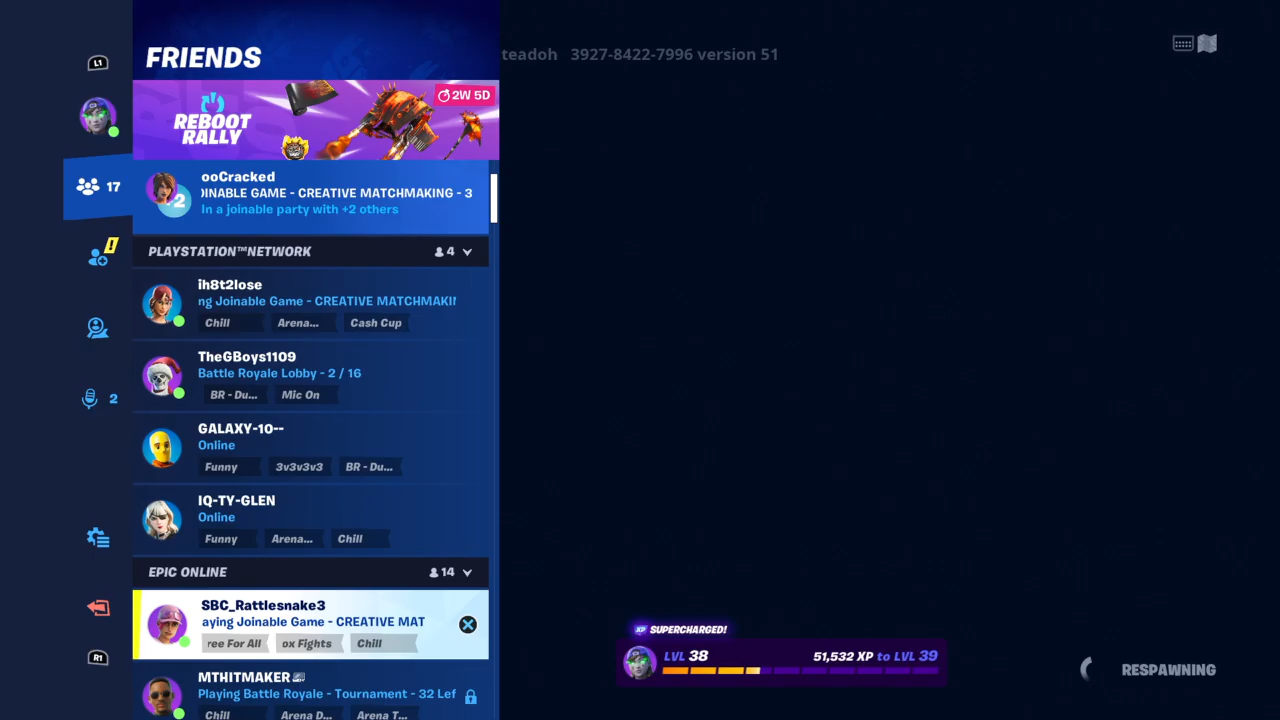 L1
FRIENDS
teadoh 3927-8422-7996 version 51
2W 5D
REBOOT
RALLY
17
ooCracked
+2
OINABLE GAME - CREATIVE MATCHMAKING - 3
In a joinable party with +2 others
PLAYSTATION™NETWORK
4
ih8t2lose
ng Joinable Game - CREATIVE MATCHMAKIN
Chill Arena... Cash Cup
TheGBoys1109
Battle Royale Lobby - 2 / 16
BR - Du... Mic On
2
GALAXY-10--
Online
Funny 3v3v3v3 BR - Du...
IQ-TY-GLEN
Online
Funny Arena... Chill
EPIC ONLINE
14
SBC_Rattlesnake3
aying Joinable Game - CREATIVE MAT
ree For All ox Fights Chill
R1
MTHITMAKER
Playing Battle Royale - Tournament - 32 Lef
Chill Arena D... Arena T...
XP SUPERCHARGED!
LVL 38
51,532 XP to LVL 39
RESPAWNING